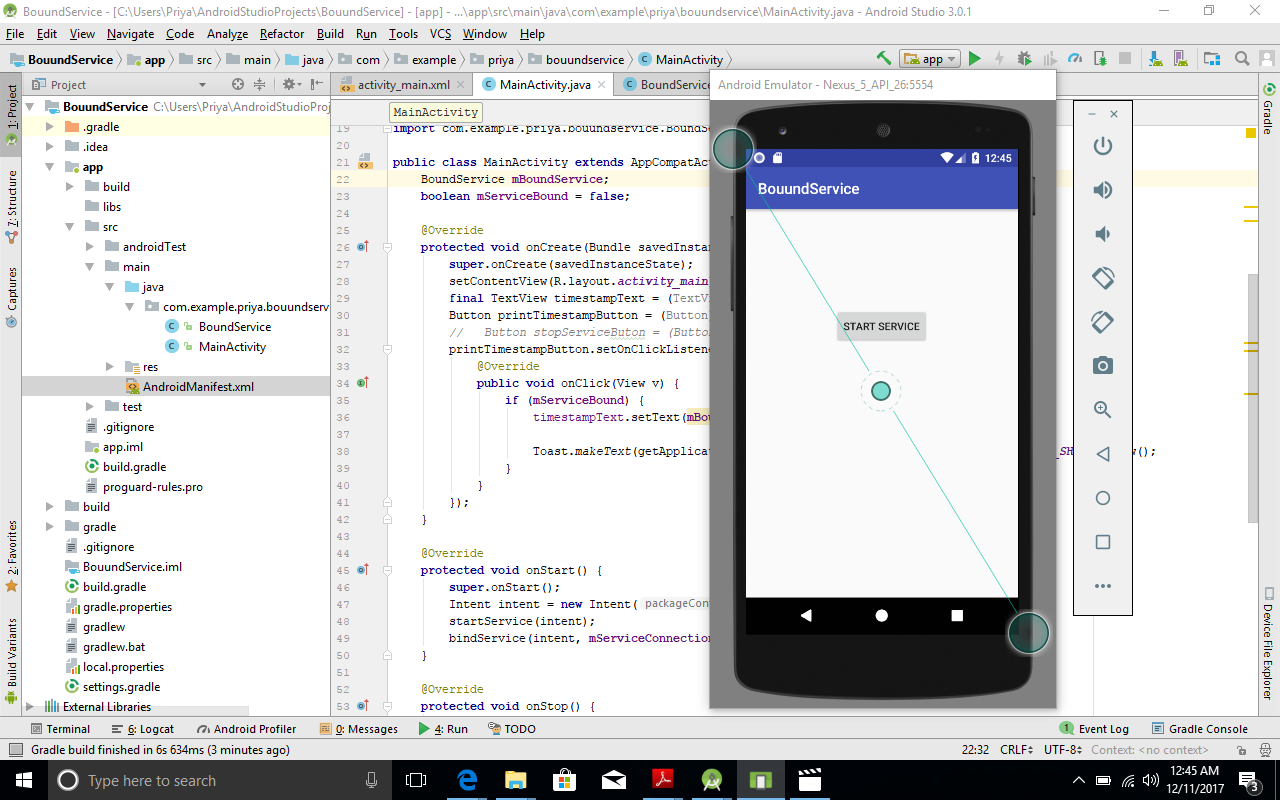 BouundService - [C:\Users\Priya\AndroidStudioProjects\BouundService] - [app] - ...\app\src\main\java\com\example\priya\bouundservice\MainActivity.java - Android Studio 3.0.1
File Edit View Navigate Code Analyze Refactor Build Run Tools VCS Window Help
BouundService app src main java com example priya bouundservice MainActivity app
Project activity_main.xml MainActivity.java BoundService
1: Project
7: Structure
Captures
2: Favorites
Build Variants
BouundService C:\Users\Priya\AndroidStudioProj
.gradle
.idea
app
build
libs
src
androidTest
main
java
com.example.priya.bouundserv
BoundService
MainActivity
res
AndroidManifest.xml
test
.gitignore
app.iml
build.gradle
proguard-rules.pro
build
gradle
.gitignore
BouundService.iml
build.gradle
gradle.properties
gradlew
gradlew.bat
local.properties
settings.gradle
External Libraries
MainActivity
19 import com.example.priya.bouundservice.BoundS
20
21 public class MainActivity extends AppCompatAct
22 BoundService mBoundService;
23 boolean mServiceBound = false;
24
25 @Override
26 protected void onCreate(Bundle savedInstan
27 super.onCreate(savedInstanceState);
28 setContentView(R.layout.activity_main
29 final TextView timestampText = (TextVi
30 Button printTimestampButton = (Button
31 // Button stopServiceButon = (Button
32 printTimestampButton.setOnClickListene
33 @Override
34 public void onClick(View v) {
35 if (mServiceBound) {
36 timestampText.setText(mBou
37
38 Toast.makeText(getApplicat _SH ();
39 }
40 }
41 });
42 }
43
44 @Override
45 protected void onStart() {
46 super.onStart();
47 Intent intent = new Intent( packageCont
48 startService(intent);
49 bindService(intent, mServiceConnection
50 }
51
52 @Override
53 protected void onStop() {
Android Emulator - Nexus_5_API_26:5554
12:45
BouundService
START SERVICE
Gradle
Device File Explorer
Terminal 6: Logcat Android Profiler 0: Messages 4: Run TODO 1 Event Log Gradle Console
Gradle build finished in 6s 634ms (3 minutes ago) 22:32 CRLF UTF-8 Context: <no context>
Type here to search
12:45 AM
12/11/2017
3